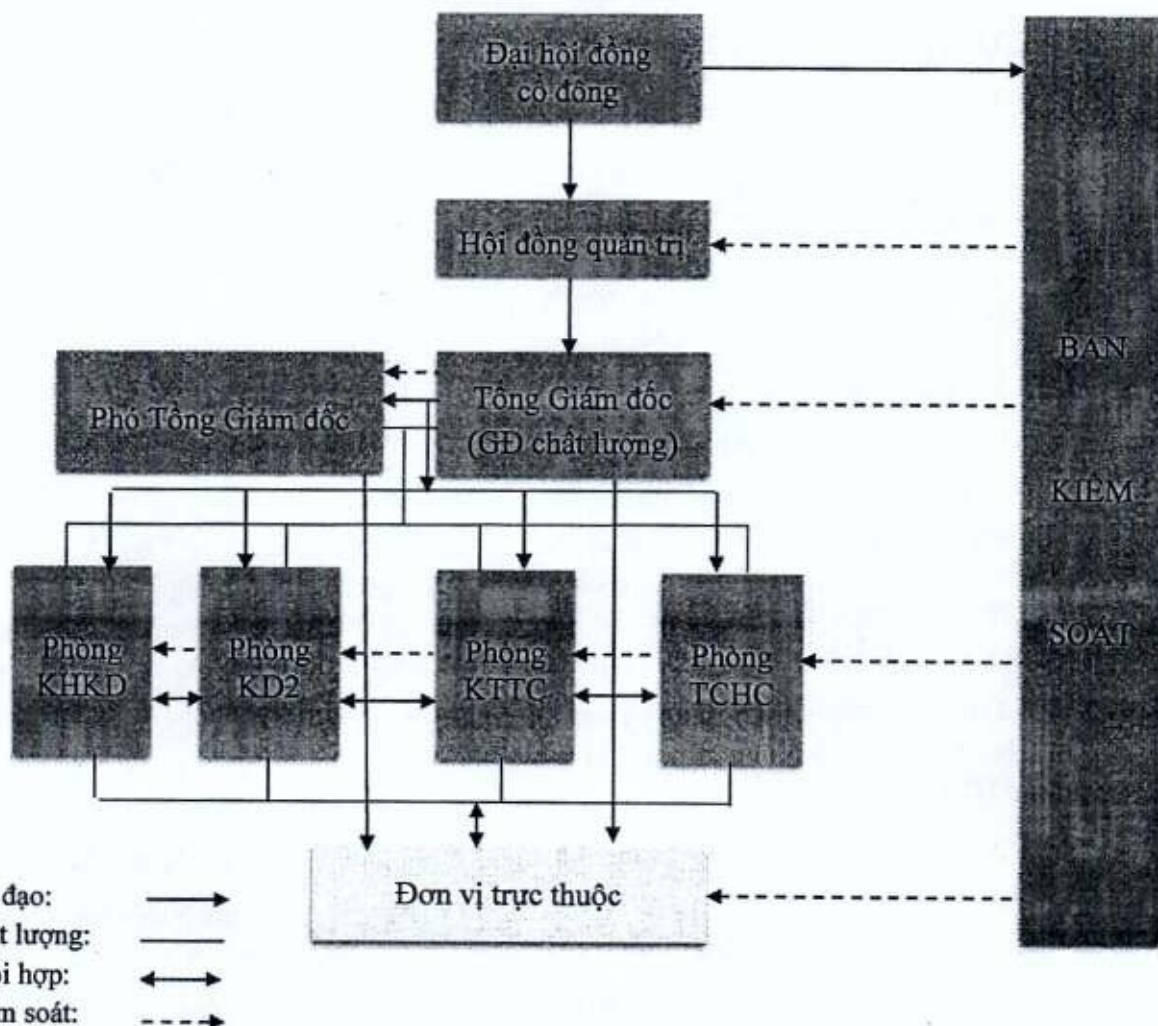 Đại hội đồng
cổ đông
Hội đồng quản trị
Phó Tổng Giám đốc
Tổng Giám đốc
(GĐ chất lượng)
BAN
KIỂM
SOÁT
Phòng
KHKD
Phòng
KD2
Phòng
KTTC
Phòng
TCHC
Đơn vị trực thuộc
đạo:
lượng:
hợp:
soát: